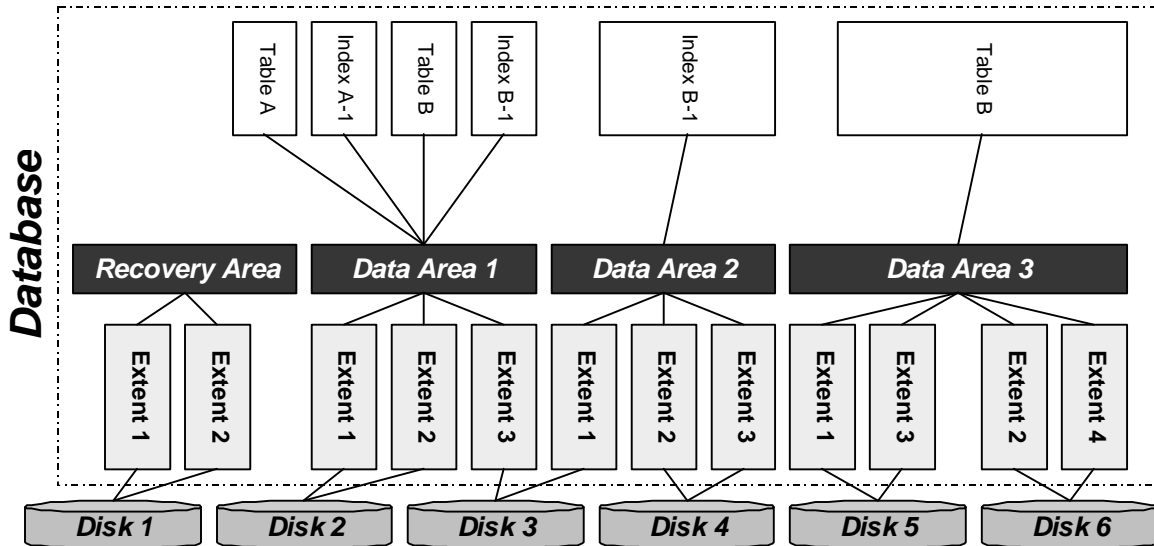 Database
Table A
Index A-1
Table B
Index B-1
Index B-1
Table B
Recovery Area
Data Area 1
Data Area 2
Data Area 3
Extent 1
Extent 2
Extent 1
Extent 2
Extent 3
Extent 1
Extent 2
Extent 3
Extent 1
Extent 3
Extent 2
Extent 4
Disk 1
Disk 2
Disk 3
Disk 4
Disk 5
Disk 6